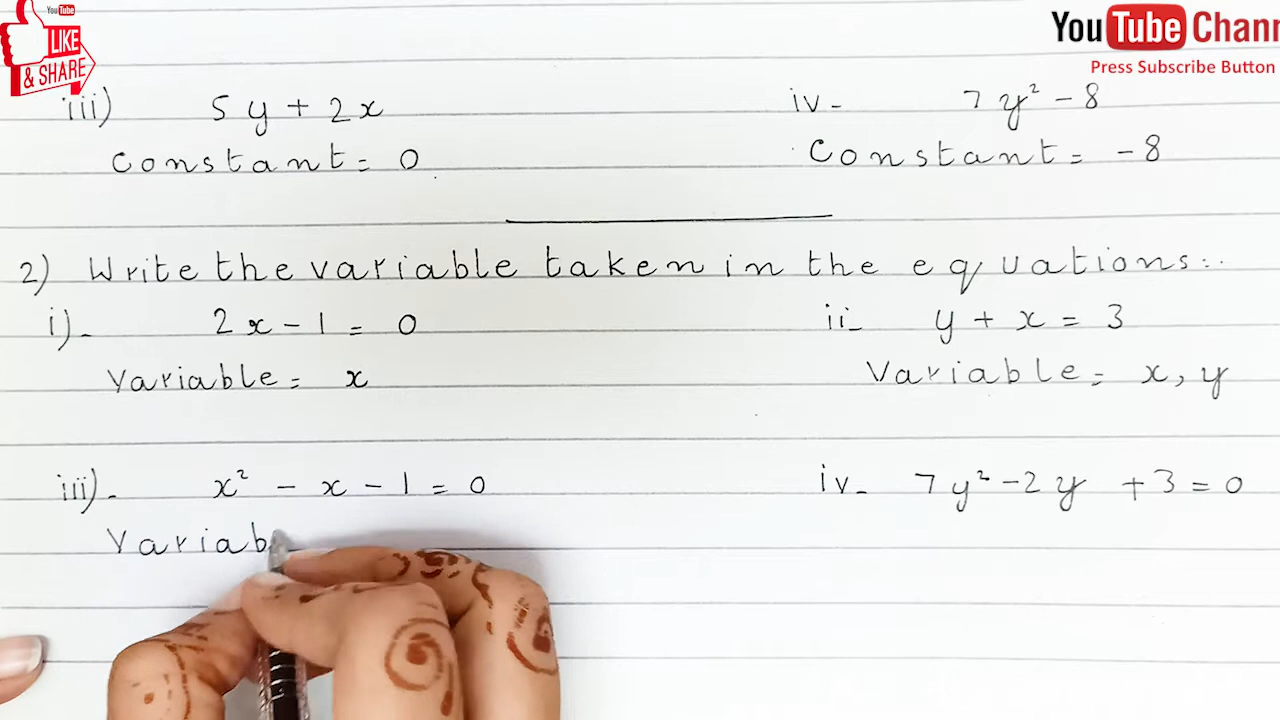 YouTube
LIKE
& SHARE
YouTube Chann
Press Subscribe Button
iii) 5y + 2x
Constant = 0
iv- 7y² - 8
Constant = -8
2) Write the variable taken in the equations:.
i)- 2x - 1 = 0
Variable = x
ii- y + x = 3
Variable = x, y
iii)- x² - x - 1 = 0
Variab
iv- 7y² - 2y + 3 = 0